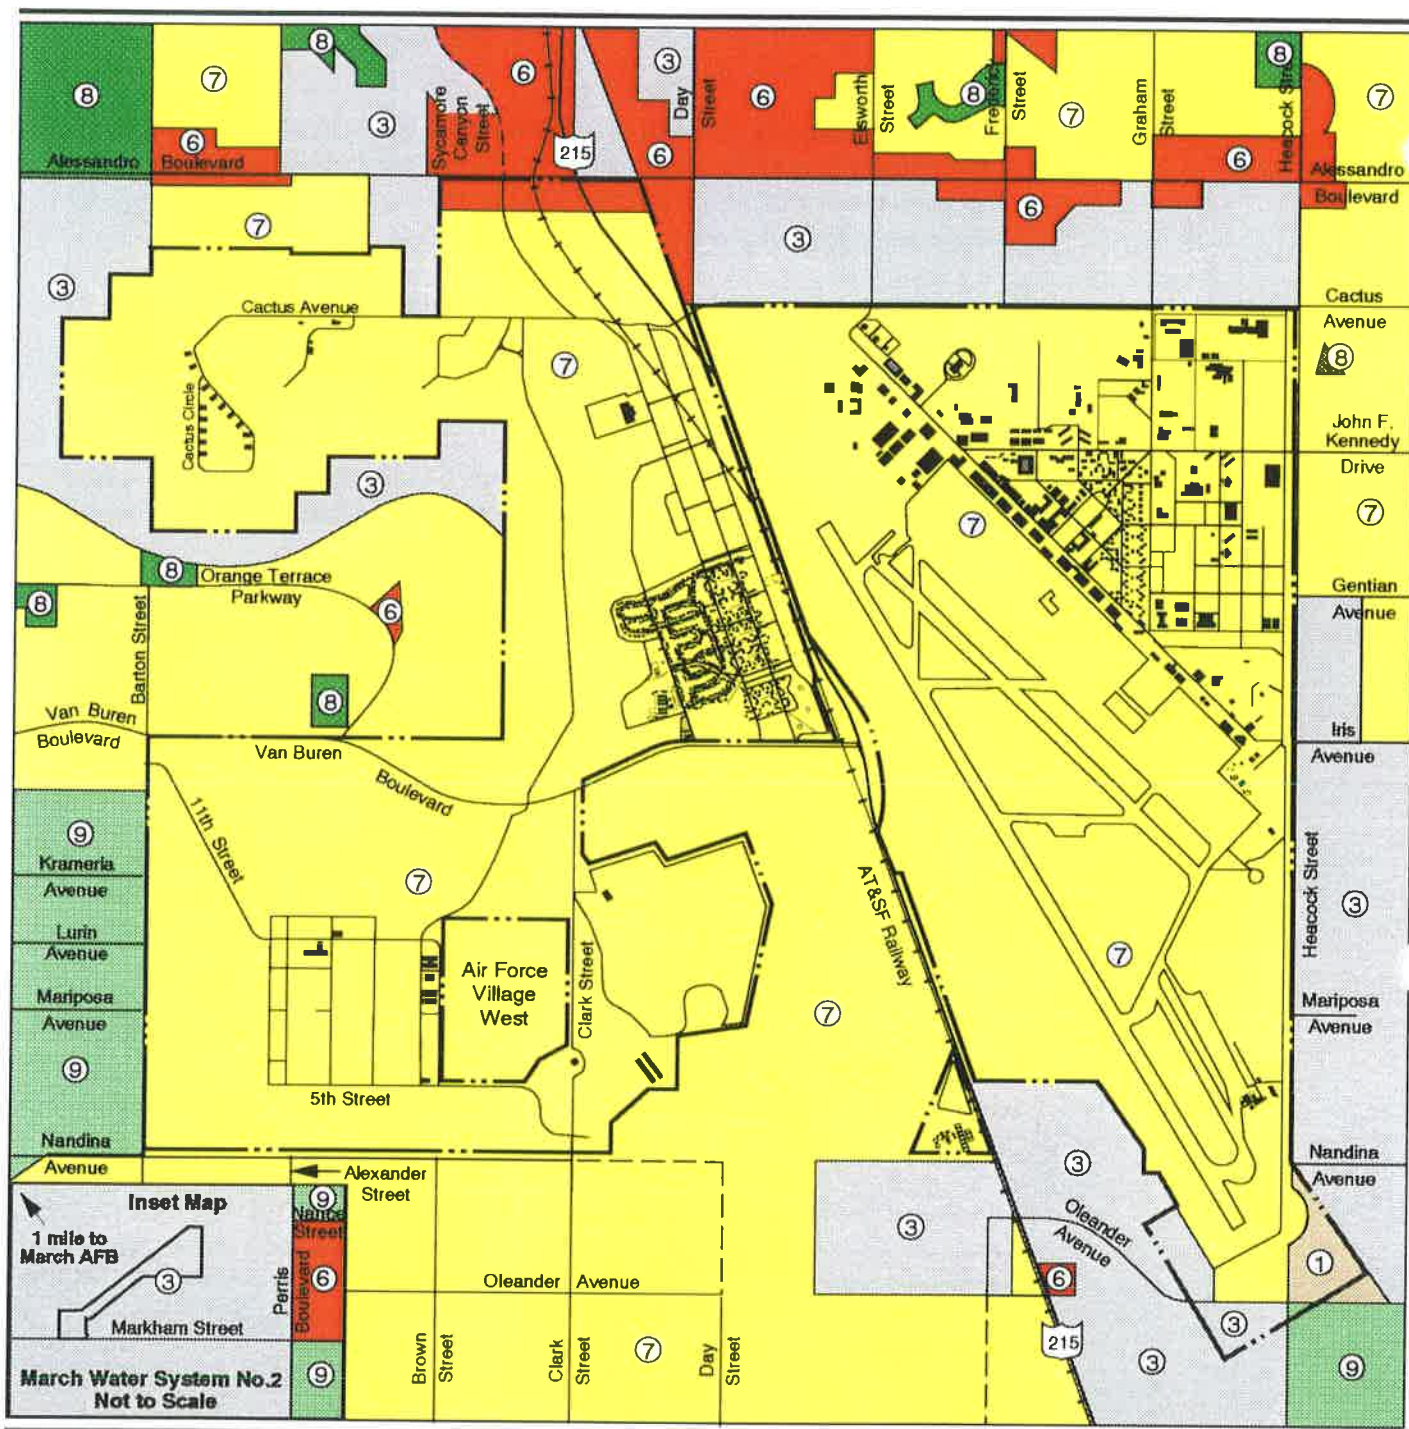 8
7
8
3
6
3
Day
Street
6
Elsworth
Street
8
Frederick
Street
7
Graham
Street
8
Heacock Street
7
6
Sycamore
Canyon
Street
215
6
6
Alessandro
Boulevard
Alessandro
Boulevard
7
3
6
3
Cactus
Avenue
Cactus Avenue
7
8
Cactus Circle
John F.
Kennedy
Drive
3
7
7
8
Orange Terrace
Parkway
8
6
Gentian
Avenue
Barton Street
8
Van Buren
Boulevard
Van Buren
Boulevard
Iris
Avenue
9
Krameria
Avenue
11th Street
7
AT&SF Railway
Heacock Street
3
Lurin
Avenue
7
Air Force
Village
West
Clark Street
Mariposa
Avenue
7
Mariposa
Avenue
9
5th Street
Nandina
Avenue
Alexander
Street
3
Nandina
Avenue
Inset Map
1 mile to
March AFB
3
Markham Street
March Water System No.2
Not to Scale
9
Nance
Street
Perris
Boulevard
6
9
Oleander Avenue
3
Oleander
Avenue
6
1
3
Brown
Street
Clark
Street
7
Day
Street
215
3
9